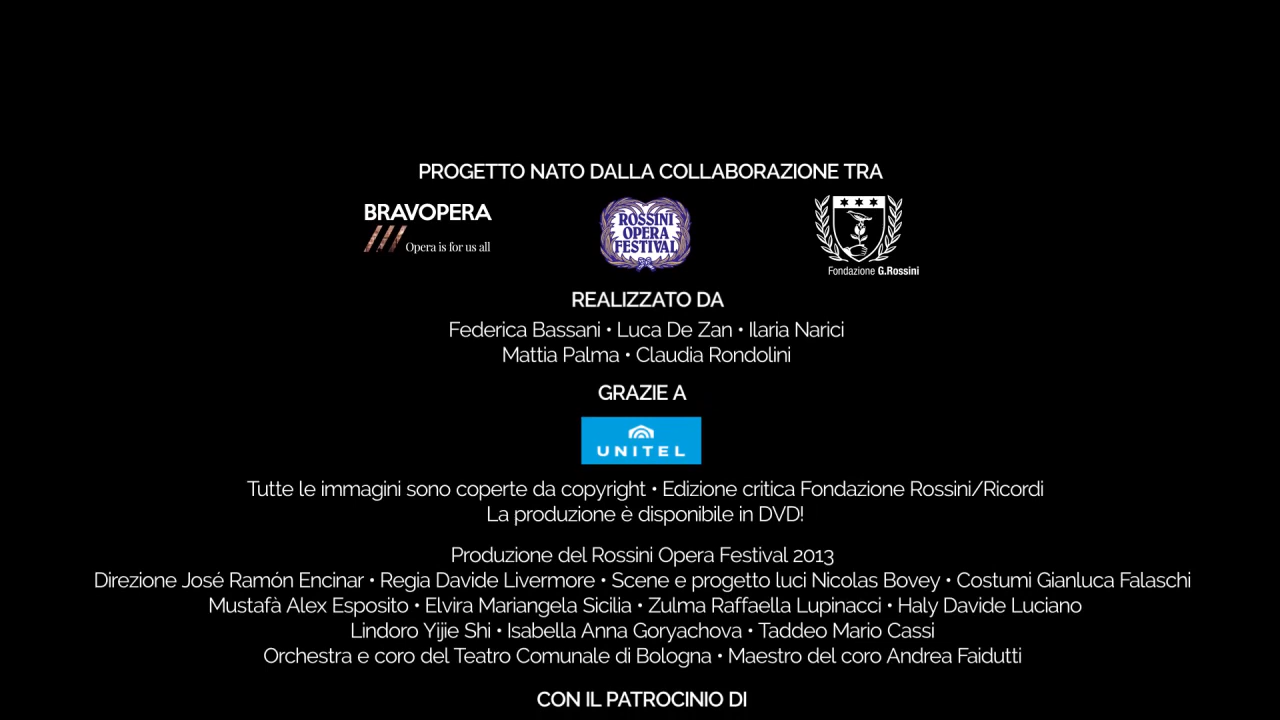 PROGETTO NATO DALLA COLLABORAZIONE TRA
BRAVOPERA
Opera is for us all
ROSSINI
OPERA
FESTIVAL
Fondazione G.Rossini
REALIZZATO DA
Federica Bassani • Luca De Zan • Ilaria Narici
Mattia Palma • Claudia Rondolini
GRAZIE A
UNITEL
Tutte le immagini sono coperte da copyright • Edizione critica Fondazione Rossini/Ricordi
La produzione è disponibile in DVD!
Produzione del Rossini Opera Festival 2013
Direzione José Ramón Encinar • Regia Davide Livermore • Scene e progetto luci Nicolas Bovey • Costumi Gianluca Falaschi
Mustafà Alex Esposito • Elvira Mariangela Sicilia • Zulma Raffaella Lupinacci • Haly Davide Luciano
Lindoro Yijie Shi • Isabella Anna Goryachova • Taddeo Mario Cassi
Orchestra e coro del Teatro Comunale di Bologna • Maestro del coro Andrea Faidutti
CON IL PATROCINIO DI